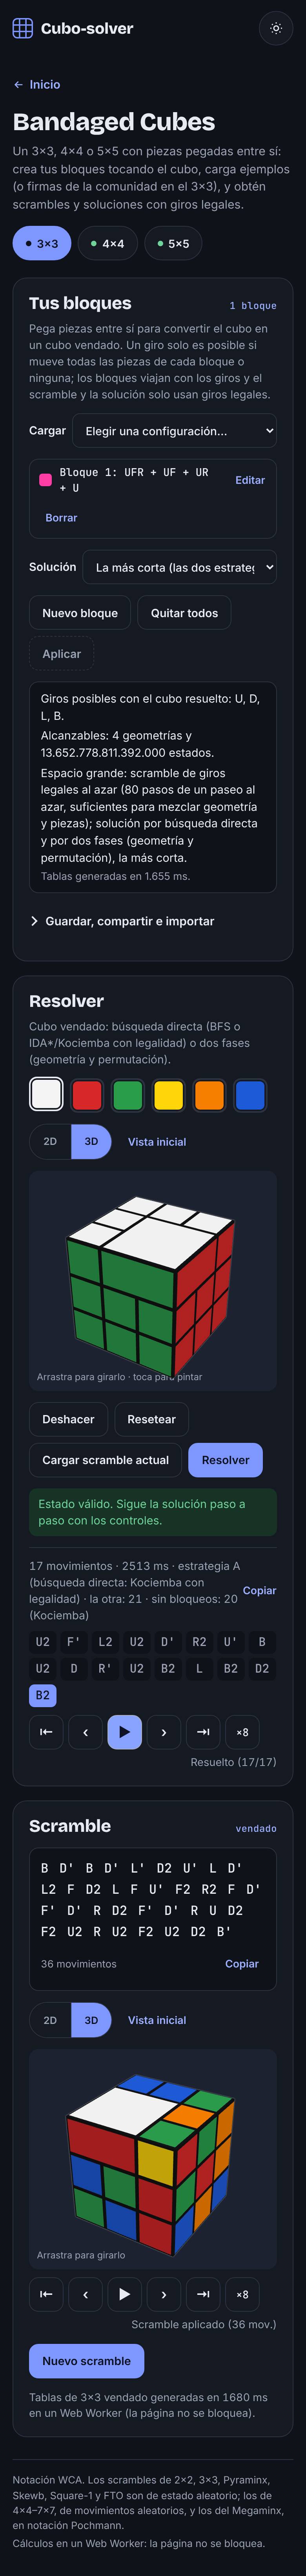 Cubo-solver
← Inicio
Bandaged Cubes
Un 3×3, 4×4 o 5×5 con piezas pegadas entre sí:
crea tus bloques tocando el cubo, carga ejemplos
(o firmas de la comunidad en el 3×3), y obtén
scrambles y soluciones con giros legales.
3×3 4×4 5×5
Tus bloques 1 bloque
Pega piezas entre sí para convertir el cubo en
un cubo vendado. Un giro solo es posible si
mueve todas las piezas de cada bloque o
ninguna; los bloques viajan con los giros y el
scramble y la solución solo usan giros legales.
Cargar Elegir una configuración...
Bloque 1: UFR + UF + UR Editar
+ U
Borrar
Solución La más corta (las dos estrateg
Nuevo bloque Quitar todos
Aplicar
Giros posibles con el cubo resuelto: U, D,
L, B.
Alcanzables: 4 geometrías y
13.652.778.811.392.000 estados.
Espacio grande: scramble de giros
legales al azar (80 pasos de un paseo al
azar, suficientes para mezclar geometría
y piezas); solución por búsqueda directa
y por dos fases (geometría y
permutación), la más corta.
Tablas generadas en 1.655 ms.
Guardar, compartir e importar
Resolver
Cubo vendado: búsqueda directa (BFS o
IDA*/Kociemba con legalidad) o dos fases
(geometría y permutación).
2D 3D Vista inicial
Arrastra para girarlo · toca para pintar
Deshacer Resetear
Cargar scramble actual Resolver
Estado válido. Sigue la solución paso a
paso con los controles.
17 movimientos · 2513 ms · estrategia A
(búsqueda directa: Kociemba con
legalidad) · la otra: 21 · sin bloqueos: 20 Copiar
(Kociemba)
U2 F' L2 U2 D' R2 U' B
U2 D R' U2 B2 L B2 D2
B2
×8
Resuelto (17/17)
Scramble vendado
B D' B D' L' D2 U' L D'
L2 F D2 L F U' F2 R2 F D'
F' D' R D2 F' D' R U D2
F2 U2 R U2 F2 U2 D2 B'
36 movimientos Copiar
2D 3D Vista inicial
Arrastra para girarlo
×8
Scramble aplicado (36 mov.)
Nuevo scramble
Tablas de 3×3 vendado generadas en 1680 ms
en un Web Worker (la página no se bloquea).
Notación WCA. Los scrambles de 2×2, 3×3, Pyraminx,
Skewb, Square-1 y FTO son de estado aleatorio; los de
4×4–7×7, de movimientos aleatorios, y los del Megaminx,
en notación Pochmann.
Cálculos en un Web Worker: la página no se bloquea.